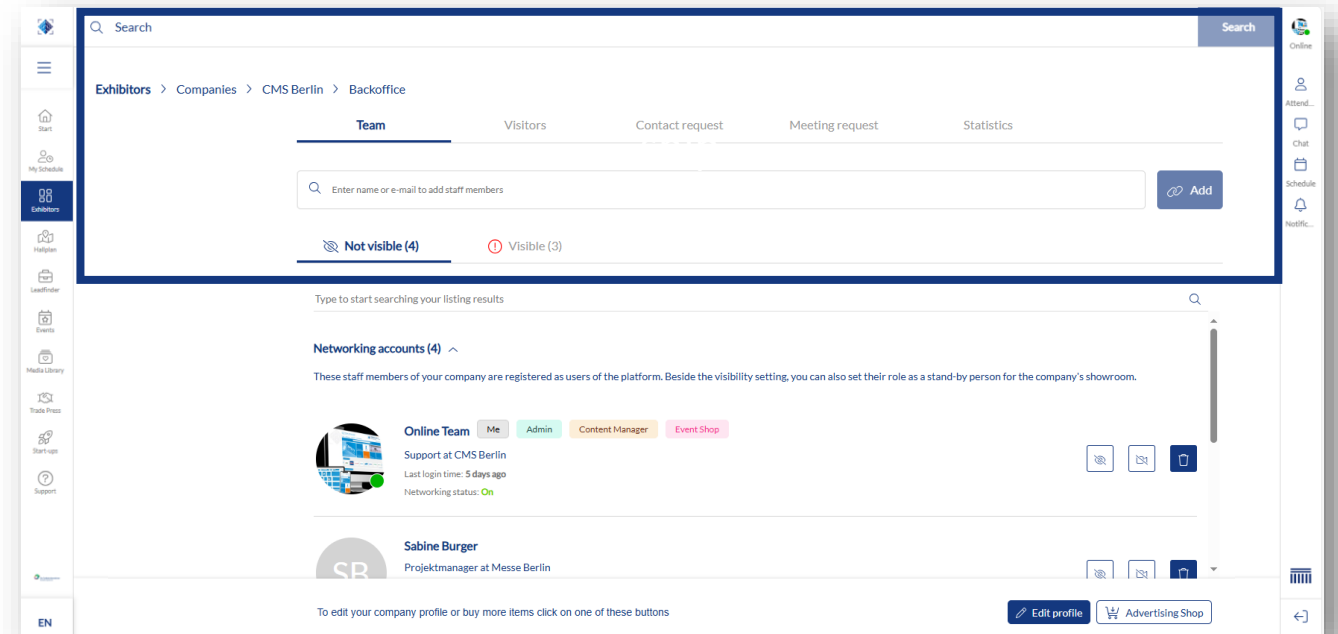 Search
Search
Online
Exhibitors > Companies > CMS Berlin > Backoffice
Team
Visitors
Contact request
Meeting request
Statistics
Enter name or e-mail to add staff members
Add
Not visible (4)
Visible (3)
Type to start searching your listing results
Networking accounts (4)
These staff members of your company are registered as users of the platform. Beside the visibility setting, you can also set their role as a stand-by person for the company's showroom.
Online Team
Me
Admin
Content Manager
Event Shop
Support at CMS Berlin
Last login time: 5 days ago
Networking status: On
SB
Sabine Burger
Projektmanager at Messe Berlin
To edit your company profile or buy more items click on one of these buttons
Edit profile
Advertising Shop
Start
My Schedule
Exhibitors
Hallplan
Leadfinder
Events
Media Library
Trade Press
Start-ups
Support
EN
Attend...
Chat
Schedule
Notific...